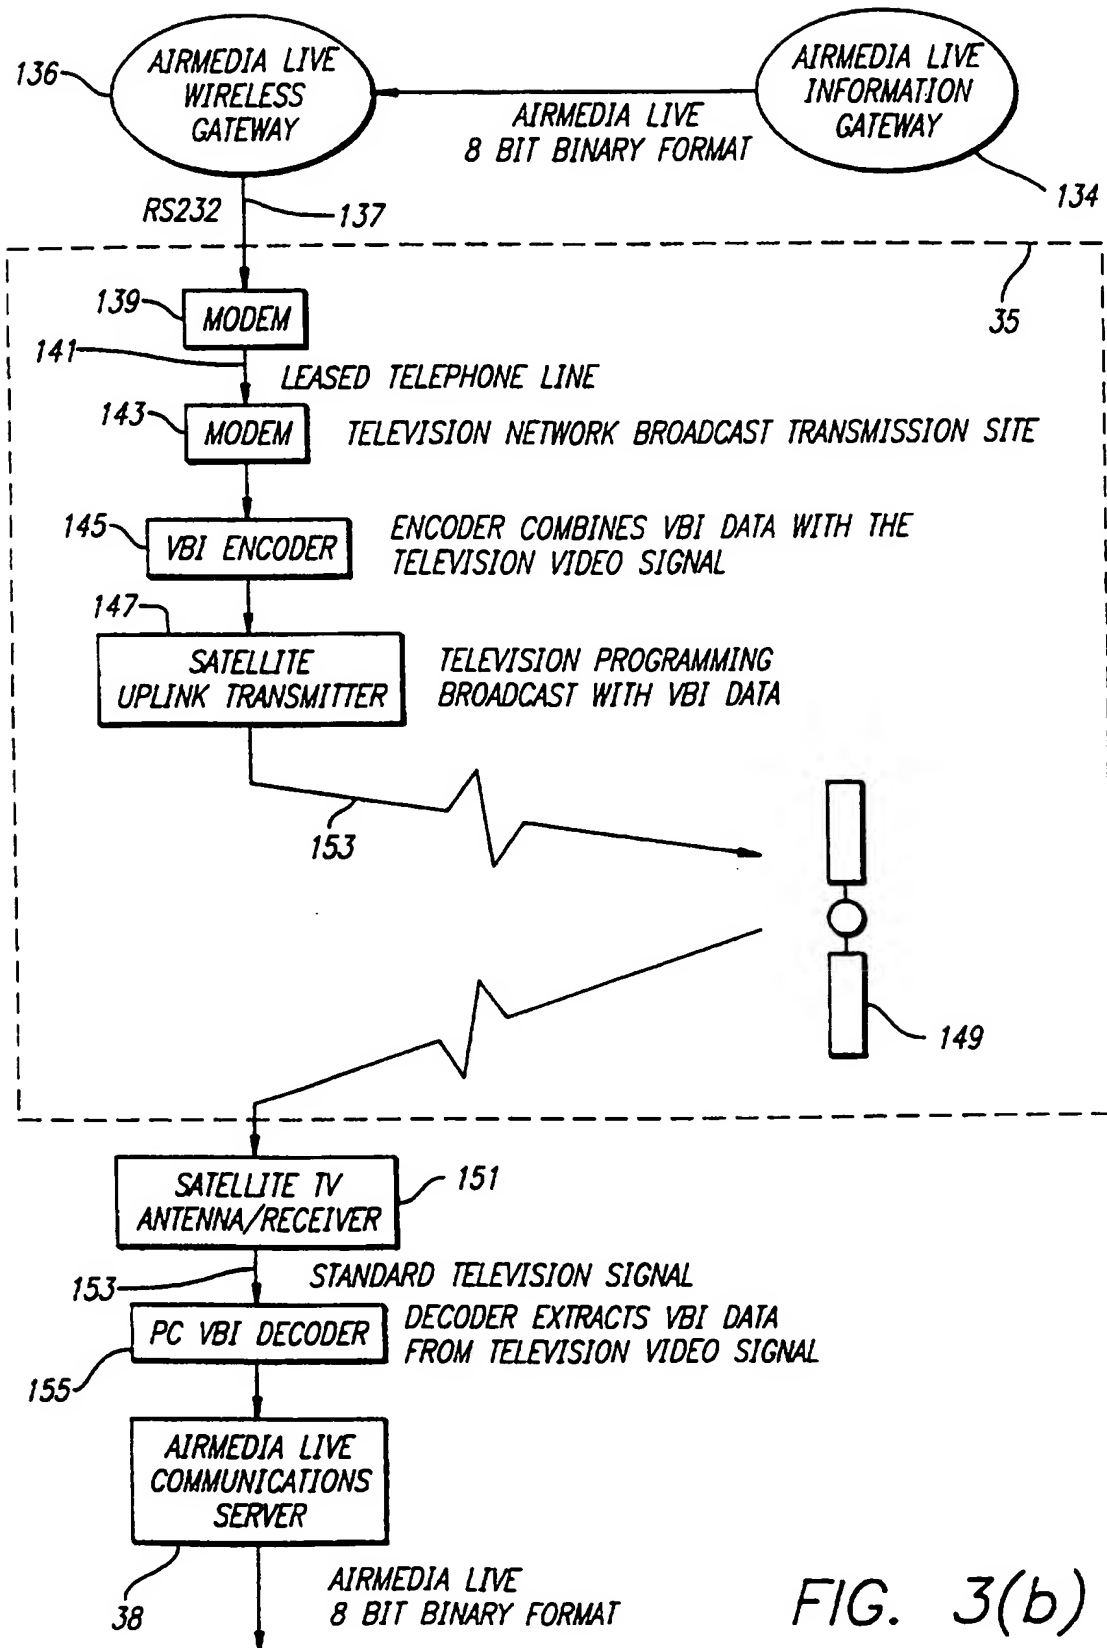 136
AIRMEDIA LIVE
WIRELESS
GATEWAY
AIRMEDIA LIVE
INFORMATION
GATEWAY
AIRMEDIA LIVE
8 BIT BINARY FORMAT
134
RS232
137
35
139
MODEM
141
LEASED TELEPHONE LINE
143
MODEM
TELEVISION NETWORK BROADCAST TRANSMISSION SITE
145
VBI ENCODER
ENCODER COMBINES VBI DATA WITH THE
TELEVISION VIDEO SIGNAL
147
SATELLITE
UPLINK TRANSMITTER
TELEVISION PROGRAMMING
BROADCAST WITH VBI DATA
153
149
SATELLITE TV
ANTENNA/RECEIVER
151
153
STANDARD TELEVISION SIGNAL
PC VBI DECODER
DECODER EXTRACTS VBI DATA
FROM TELEVISION VIDEO SIGNAL
155
AIRMEDIA LIVE
COMMUNICATIONS
SERVER
38
AIRMEDIA LIVE
8 BIT BINARY FORMAT
FIG. 3(b)